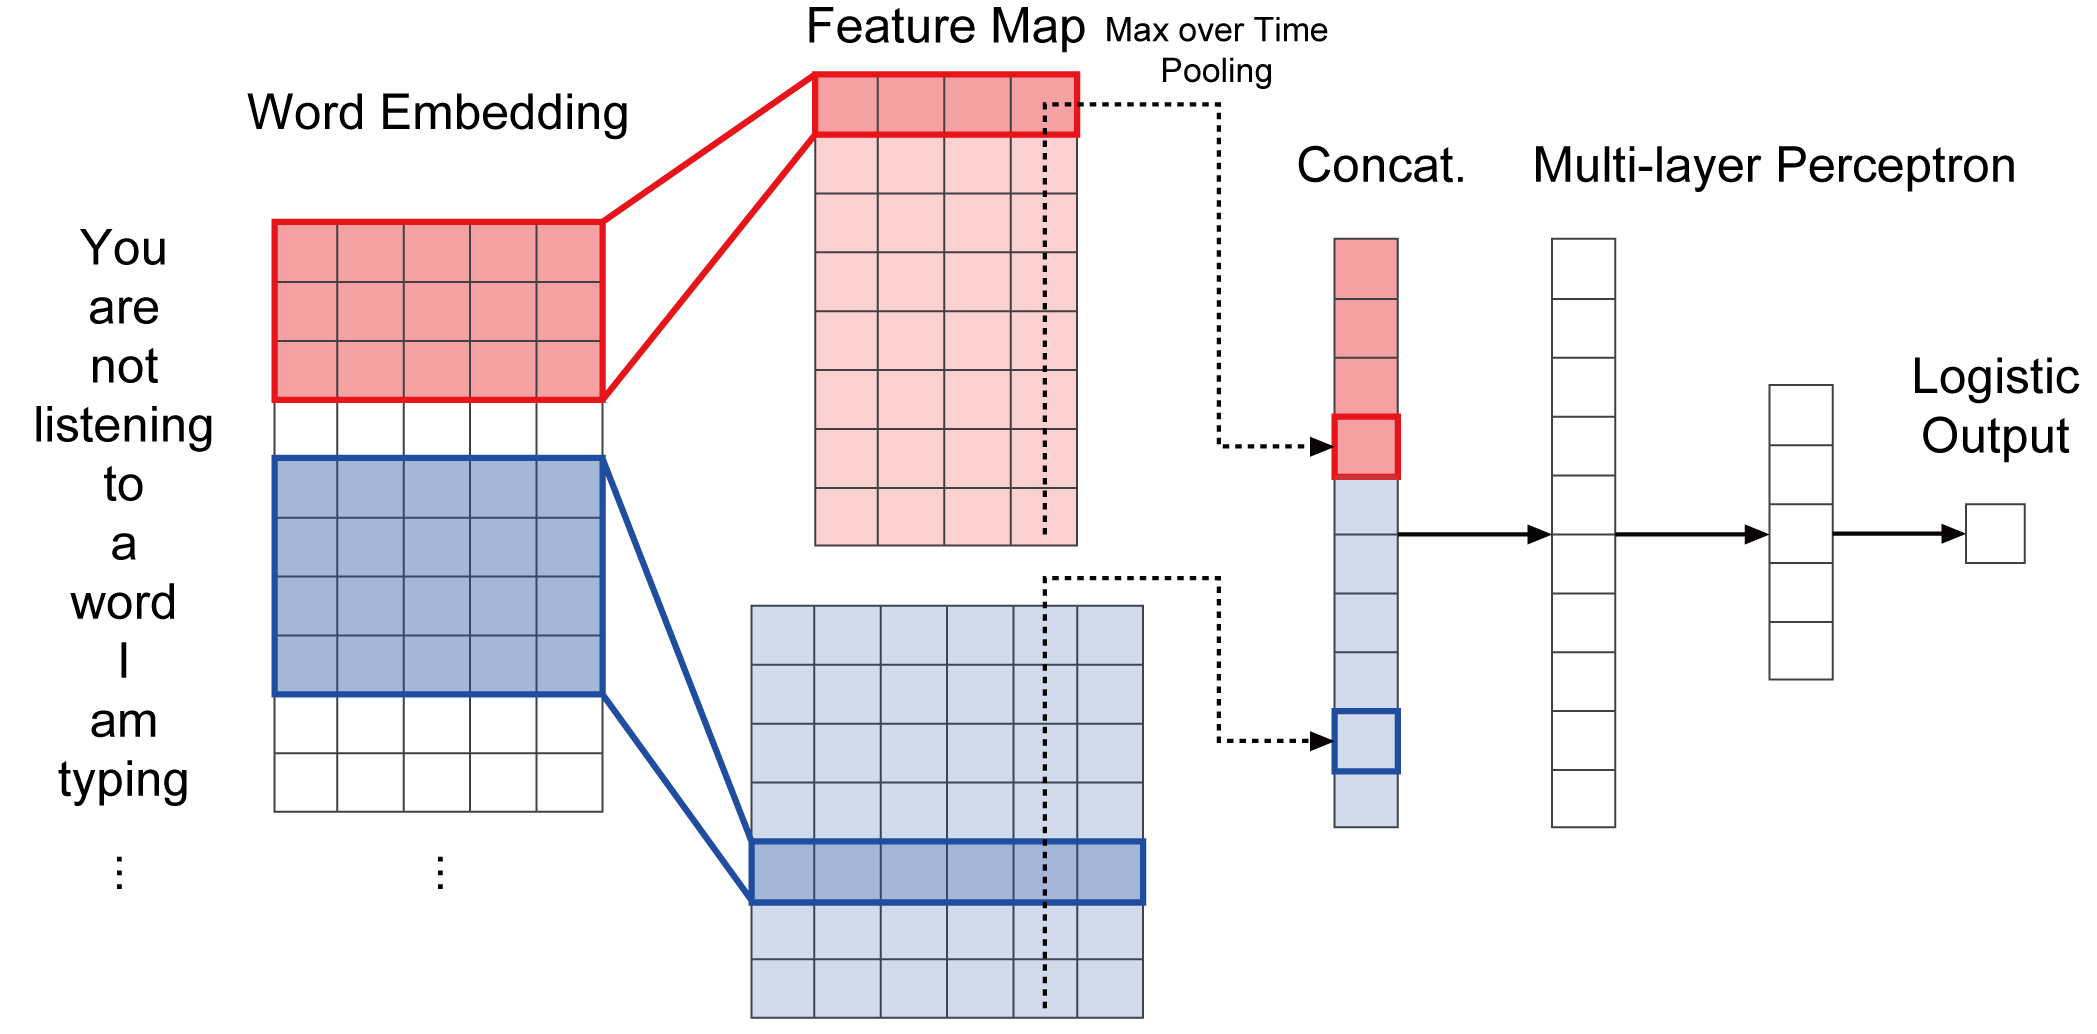 Feature Map
Max over Time
Pooling
Word Embedding
Concat.
Multi-layer Perceptron
You
are
not
listening
to
a
word
I
am
typing
⋮
⋮
Logistic
Output